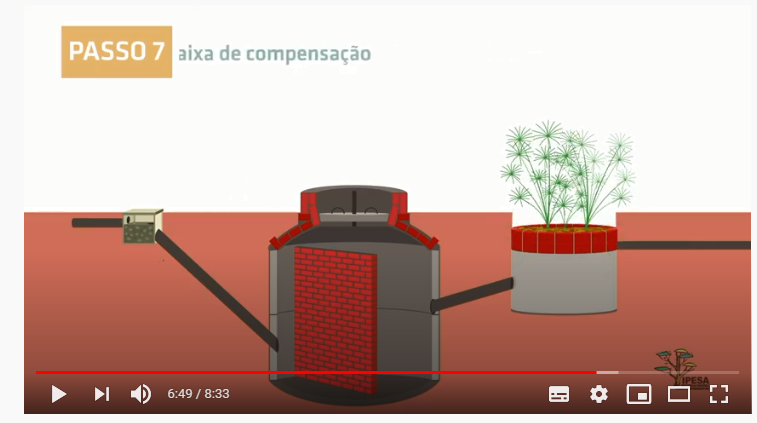 PASSO 7 aixa de compensação
IPESA
6:49 / 8:33